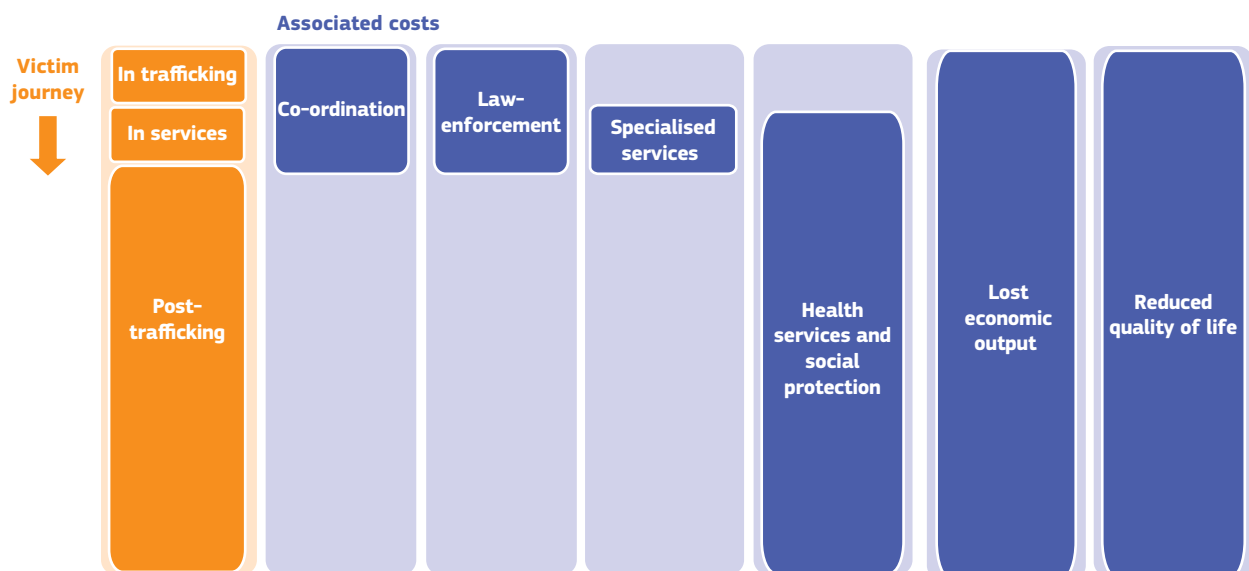 Associated costs
Victim
journey
In trafficking
In services
Post-
trafficking
Co-ordination
Law-
enforcement
Specialised
services
Health
services and
social
protection
Lost
economic
output
Reduced
quality of life